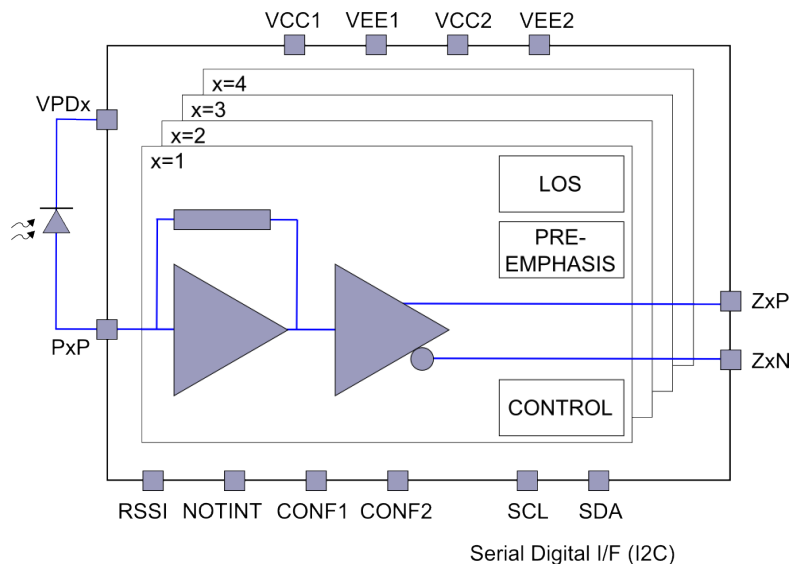 VCC1 VEE1 VCC2 VEE2
VPDx
x=4
x=3
x=2
x=1
LOS
PRE-
EMPHASIS
ZxP
PxP
ZxN
CONTROL
RSSI NOTINT CONF1 CONF2 SCL SDA
Serial Digital I/F (I2C)